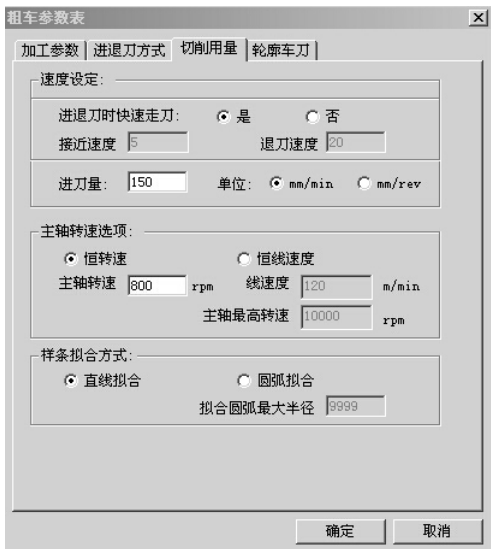 粗车参数表
加工参数 进退刀方式 切削用量 轮廓车刀
速度设定:
进退刀时快速走刀: 是 否
接近速度 5 退刀速度 20
进刀量: 150 单位: mm/min mm/rev
主轴转速选项:
恒转速 恒线速度
主轴转速 800 rpm 线速度 120 m/min
主轴最高转速 10000 rpm
样条拟合方式:
直线拟合 圆弧拟合
拟合圆弧最大半径 9999
确定 取消